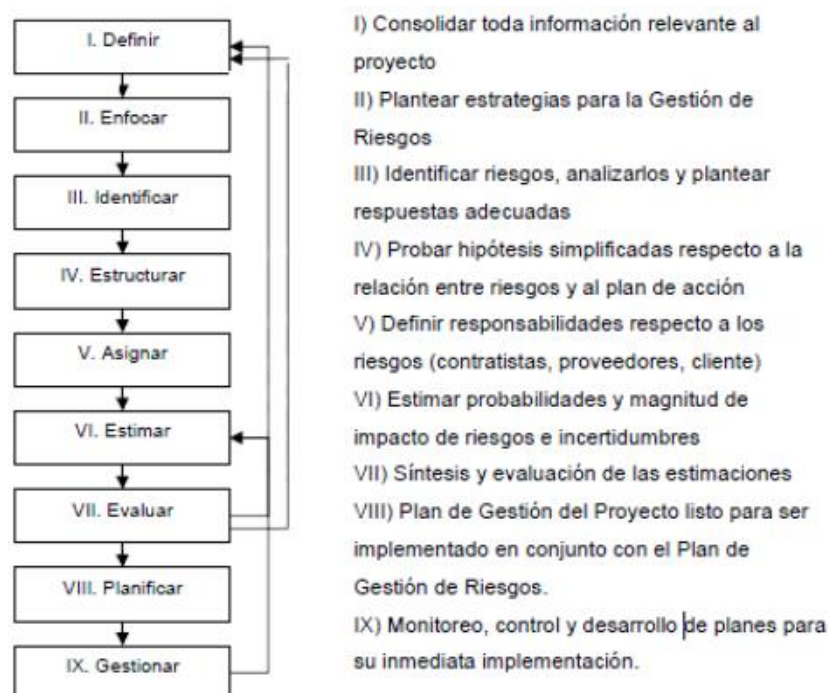 I. Definir
II. Enfocar
III. Identificar
IV. Estructurar
V. Asignar
VI. Estimar
VII. Evaluar
VIII. Planificar
IX. Gestionar
I) Consolidar toda información relevante al
proyecto
II) Plantear estrategias para la Gestión de
Riesgos
III) Identificar riesgos, analizarlos y plantear
respuestas adecuadas
IV) Probar hipótesis simplificadas respecto a la
relación entre riesgos y al plan de acción
V) Definir responsabilidades respecto a los
riesgos (contratistas, proveedores, cliente)
VI) Estimar probabilidades y magnitud de
impacto de riesgos e incertidumbres
VII) Síntesis y evaluación de las estimaciones
VIII) Plan de Gestión del Proyecto listo para ser
implementado en conjunto con el Plan de
Gestión de Riesgos.
IX) Monitoreo, control y desarrollo de planes para
su inmediata implementación.